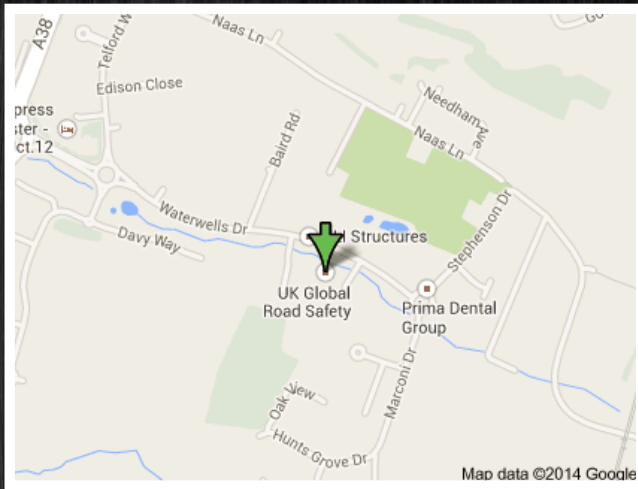 A38
Telford W
Naas Ln
Go
Edison Close
press
ster -
ct.12
Baird Rd
Needham Ave
Naas Ln
Waterwells Dr
Davy Way
Stephenson Dr
Structures
UK Global
Road Safety
Prima Dental
Group
Marconi Dr
Oak View
Hunts Grove Dr
Map data ©2014 Google